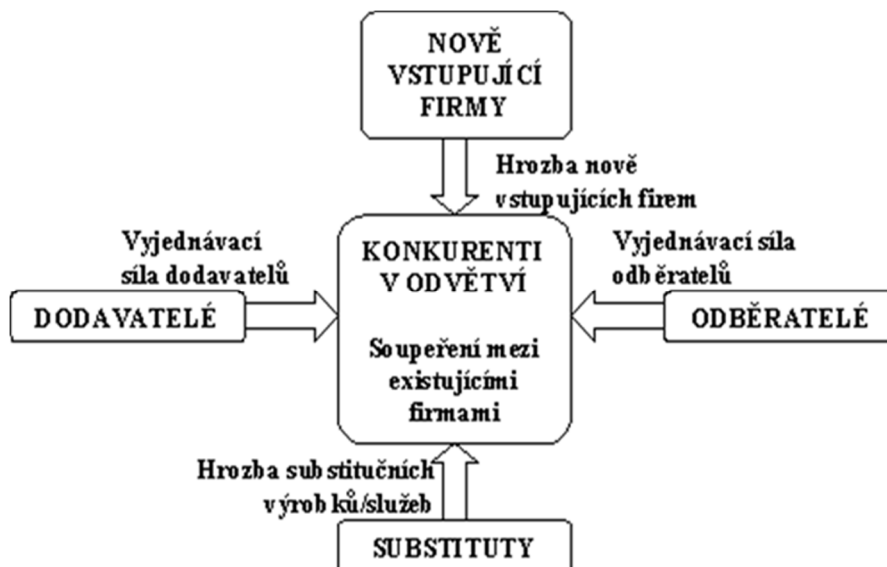 NOVĚ
VSTUPUJÍCÍ
FIRMY
Hrozba nově
vstupujících firem
Vyjednávací
síla dodavatelů
KONKURENTI
V ODVĚTVÍ
Vyjednávací síla
odběratelů
DODAVATELÉ
ODBĚRATELÉ
Soupeření mezi
existujícími
firmami
Hrozba substitučních
výrobků/služeb
SUBSTITUTY